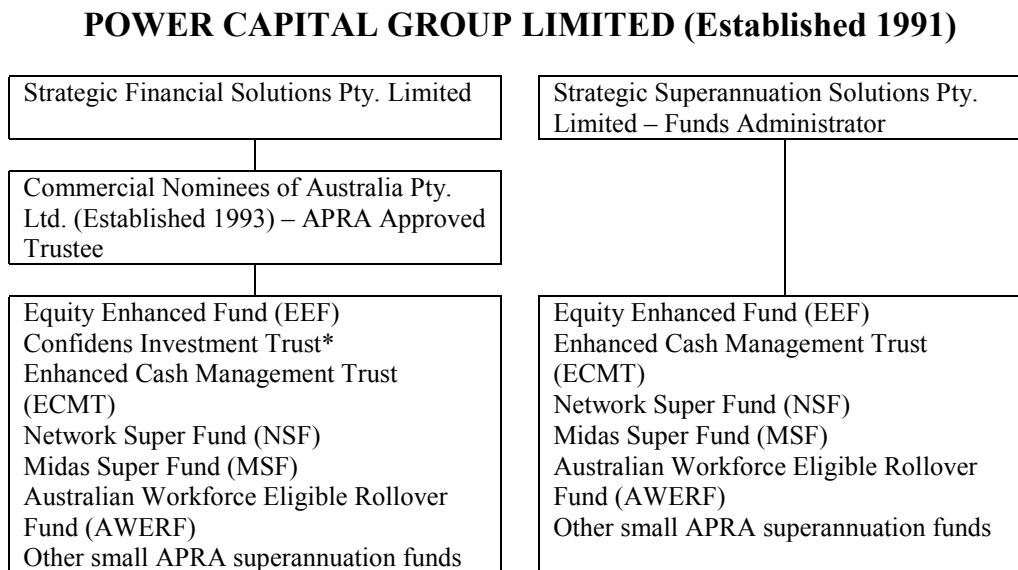 POWER CAPITAL GROUP LIMITED (Established 1991)
Strategic Financial Solutions Pty. Limited
Strategic Superannuation Solutions Pty.
Limited – Funds Administrator
Commercial Nominees of Australia Pty.
Ltd. (Established 1993) – APRA Approved
Trustee
Equity Enhanced Fund (EEF)
Confidens Investment Trust*
Enhanced Cash Management Trust
(ECMT)
Network Super Fund (NSF)
Midas Super Fund (MSF)
Australian Workforce Eligible Rollover
Fund (AWERF)
Other small APRA superannuation funds
Equity Enhanced Fund (EEF)
Enhanced Cash Management Trust
(ECMT)
Network Super Fund (NSF)
Midas Super Fund (MSF)
Australian Workforce Eligible Rollover
Fund (AWERF)
Other small APRA superannuation funds